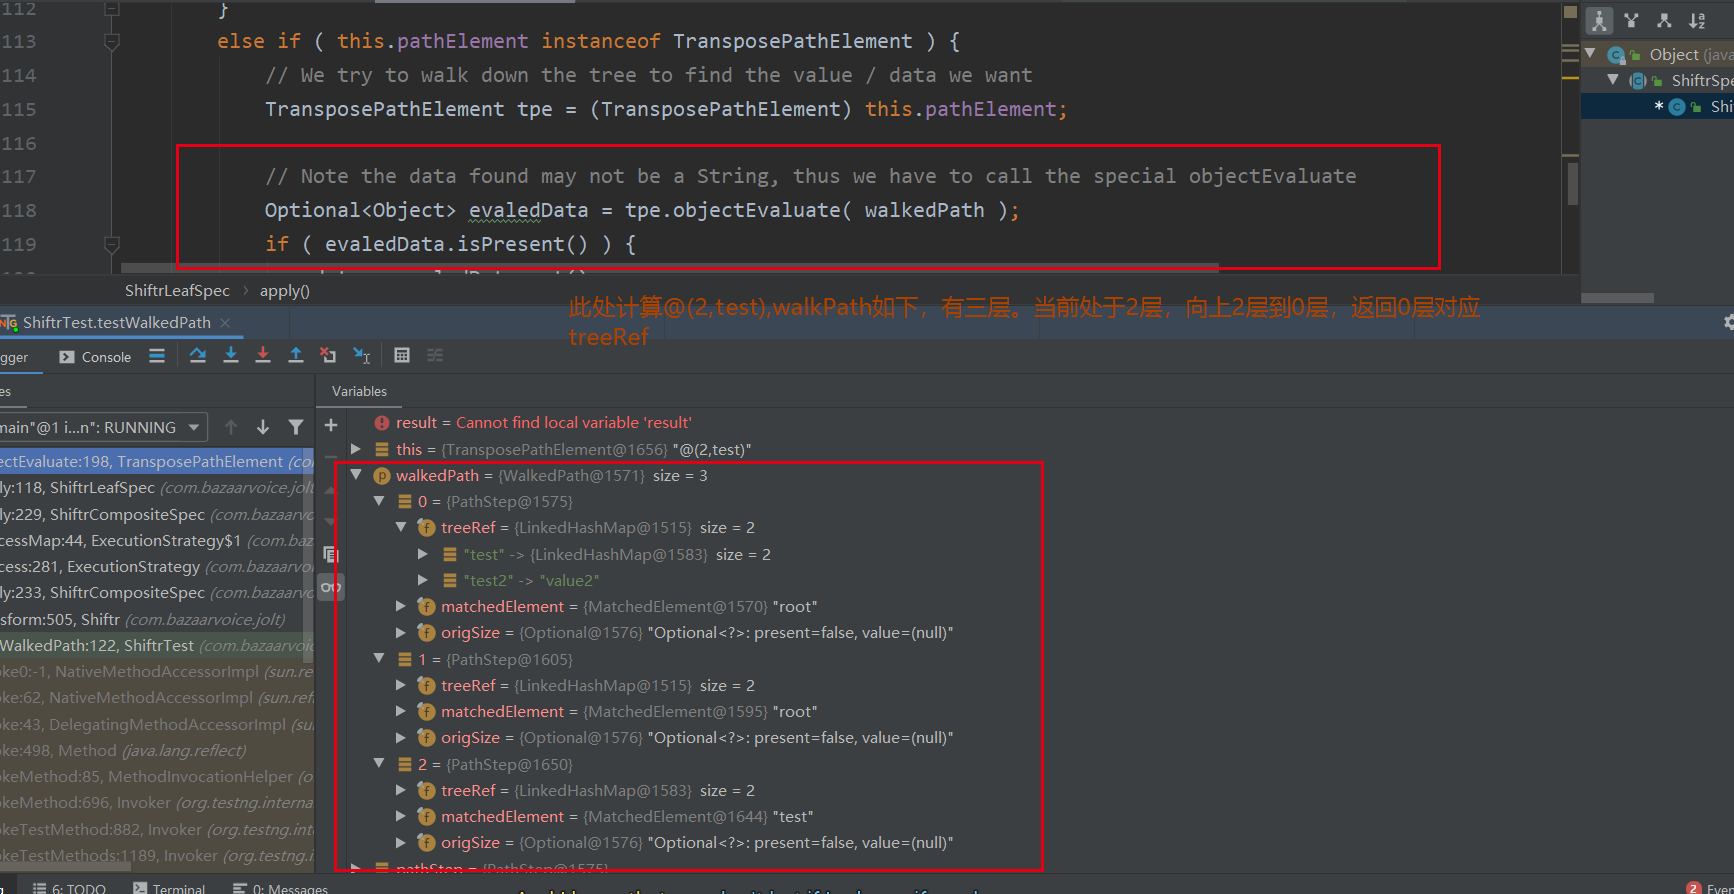 112 }
113 else if ( this.pathElement instanceof TransposePathElement ) {
114 // We try to walk down the tree to find the value / data we want
115 TransposePathElement tpe = (TransposePathElement) this.pathElement;
116
117 // Note the data found may not be a String, thus we have to call the special objectEvaluate
118 Optional<Object> evaledData = tpe.objectEvaluate( walkedPath );
119 if ( evaledData.isPresent() ) {
Object (java
ShiftrSpe
* Shi
ShiftrLeafSpec › apply()
此处计算@(2,test),walkPath如下，有三层。当前处于2层，向上2层到0层，返回0层对应
treeRef
ShiftrTest.testWalkedPath ×
gger Console
es Variables
main"@1 i...n": RUNNING
ectEvaluate:198, TransposePathElement (co
ly:118, ShiftrLeafSpec (com.bazaarvoice.jolt
ly:229, ShiftrCompositeSpec (com.bazaarvo
cessMap:44, ExecutionStrategy$1 (com.baz
cess:281, ExecutionStrategy (com.bazaarvo
ly:233, ShiftrCompositeSpec (com.bazaarvo
sform:505, Shiftr (com.bazaarvoice.jolt)
WalkedPath:122, ShiftrTest (com.bazaarvoic
ke0:-1, NativeMethodAccessorImpl (sun.re
ke:62, NativeMethodAccessorImpl (sun.refl
ke:43, DelegatingMethodAccessorImpl (su
ke:498, Method (java.lang.reflect)
keMethod:85, MethodInvocationHelper (o
keMethod:696, Invoker (org.testng.interna
keTestMethod:882, Invoker (org.testng.int
keTestMethods:1189, Invoker (org.testng.i
result = Cannot find local variable 'result'
this = {TransposePathElement@1656} "@(2,test)"
walkedPath = {WalkedPath@1571} size = 3
0 = {PathStep@1575}
treeRef = {LinkedHashMap@1515} size = 2
"test" -> {LinkedHashMap@1583} size = 2
"test2" -> "value2"
matchedElement = {MatchedElement@1570} "root"
origSize = {Optional@1576} "Optional<?>: present=false, value=(null)"
1 = {PathStep@1605}
treeRef = {LinkedHashMap@1515} size = 2
matchedElement = {MatchedElement@1595} "root"
origSize = {Optional@1576} "Optional<?>: present=false, value=(null)"
2 = {PathStep@1650}
treeRef = {LinkedHashMap@1583} size = 2
matchedElement = {MatchedElement@1644} "test"
origSize = {Optional@1576} "Optional<?>: present=false, value=(null)"
pathStep = {PathStep@1575}
6: TODO Terminal 0: Messages 2 Even